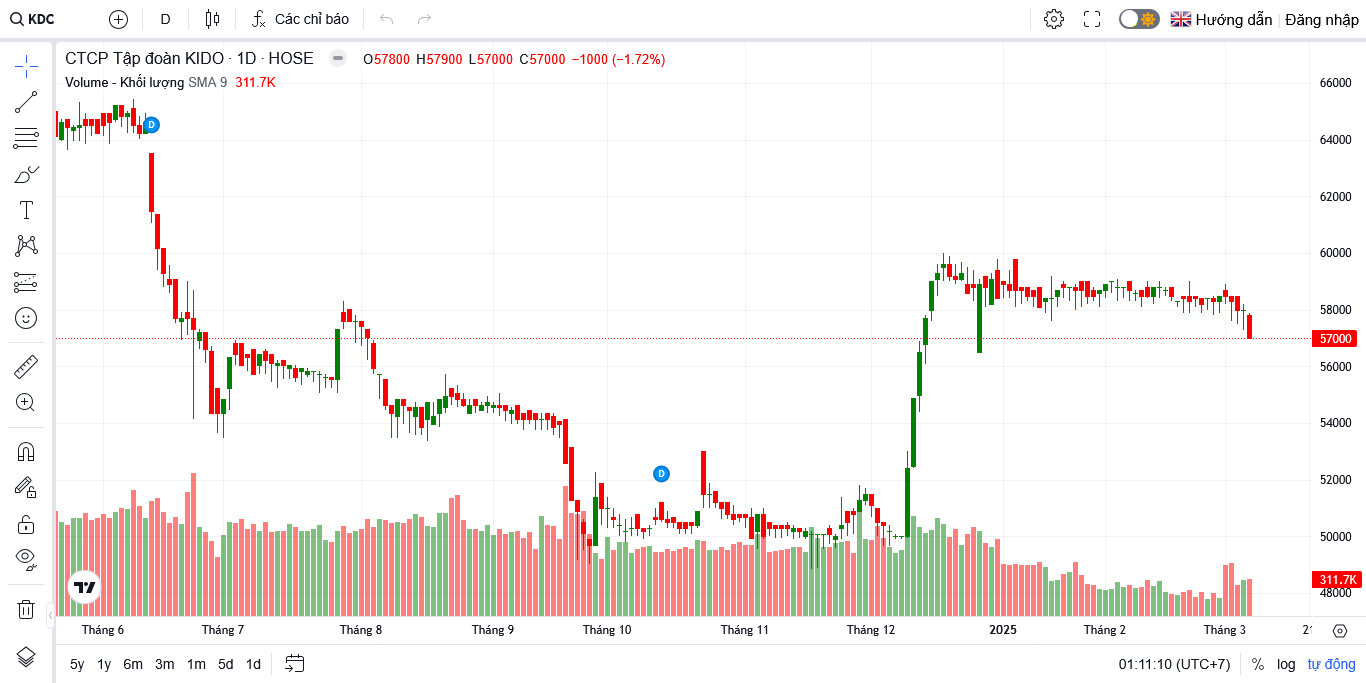 KDC D Các chỉ báo Hướng dẫn Đăng nhập
CTCP Tập đoàn KIDO · 1D · HOSE O57800 H57900 L57000 C57000 −1000 (−1.72%)
Volume - Khối lượng SMA 9 311.7K
66000
D
64000
62000
60000
58000
57000
56000
54000
D
52000
50000
311.7K
48000
Tháng 6 Tháng 7 Tháng 8 Tháng 9 Tháng 10 Tháng 11 Tháng 12 2025 Tháng 2 Tháng 3 21
5y 1y 6m 3m 1m 5d 1d 01:11:10 (UTC+7) % log tự động